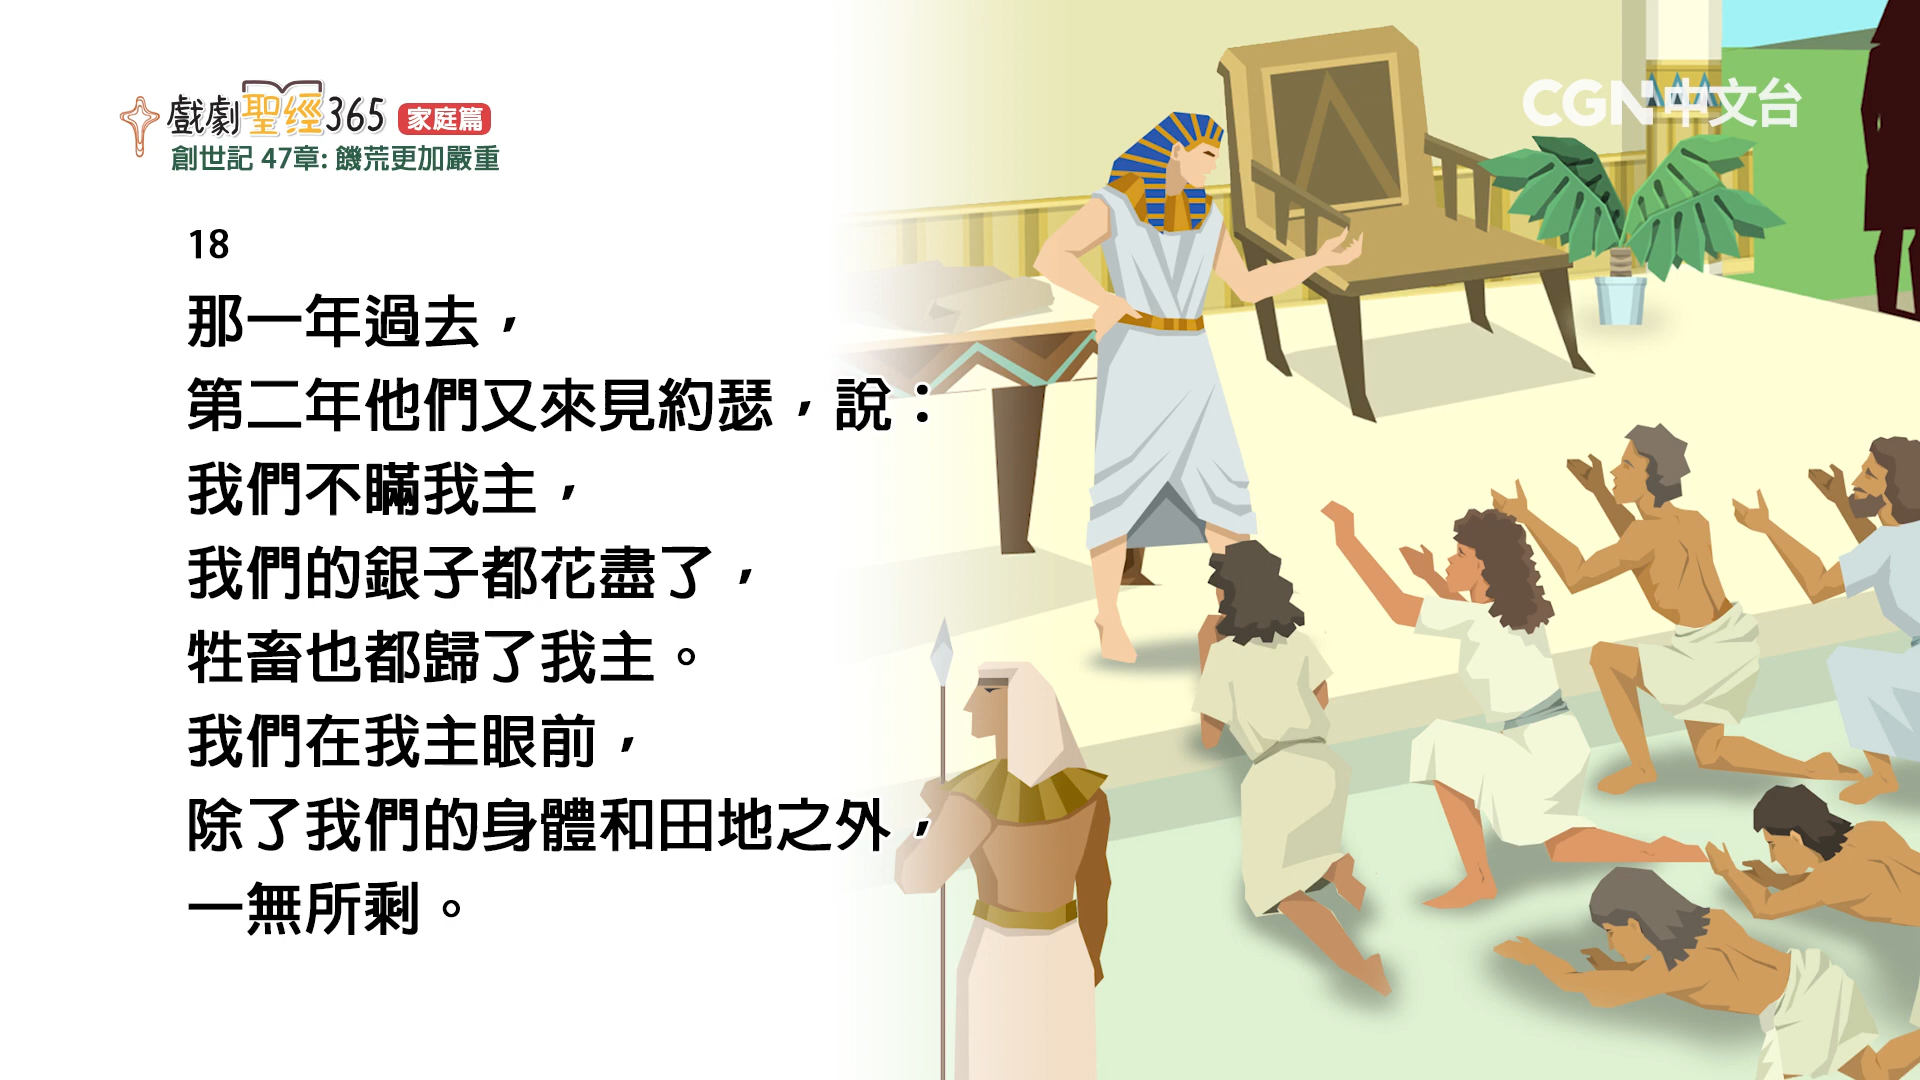 戲劇聖經365 家庭篇
CGN中文台
創世記 47章: 饑荒更加嚴重
18
那一年過去，
第二年他們又來見約瑟，說：
我們不瞞我主，
我們的銀子都花盡了，
牲畜也都歸了我主。
我們在我主眼前，
除了我們的身體和田地之外，
一無所剩。